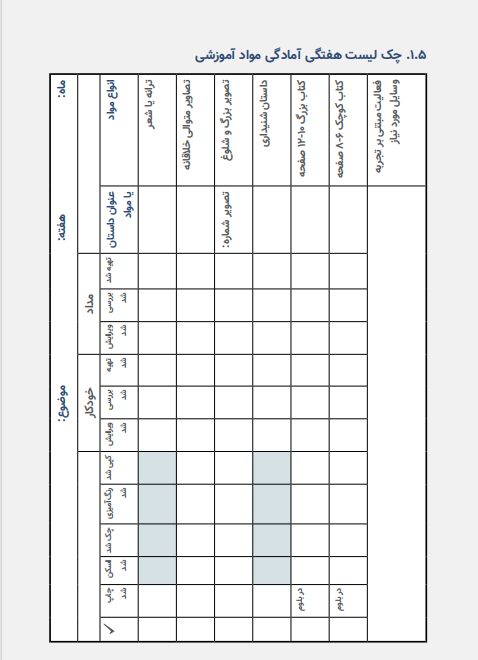 ۱.۵. چک لیست هفتگی آمادگی مواد آموزشی
ماه:
هفته:
موضوع:
انواع مواد
عنوان داستان
یا مواد
مداد
خودکار
تهیه شد
بررسی
شد
ویرایش
شد
تهیه
شد
بررسی
شد
ویرایش
شد
کپی شد
رنگ‌آمیزی
شد
چک شد
اسکن
شد
چاپ
شد
✓
ترانه یا شعر
تصاویر متوالی خلاقانه
تصویر بزرگ و شلوغ
تصویر شماره:
داستان شنیداری
کتاب بزرگ ۱۰-۱۲ صفحه
در بلوم
کتاب کوچک ۶-۸ صفحه
در بلوم
فعالیت مبتنی بر تجربه
وسایل مورد نیاز